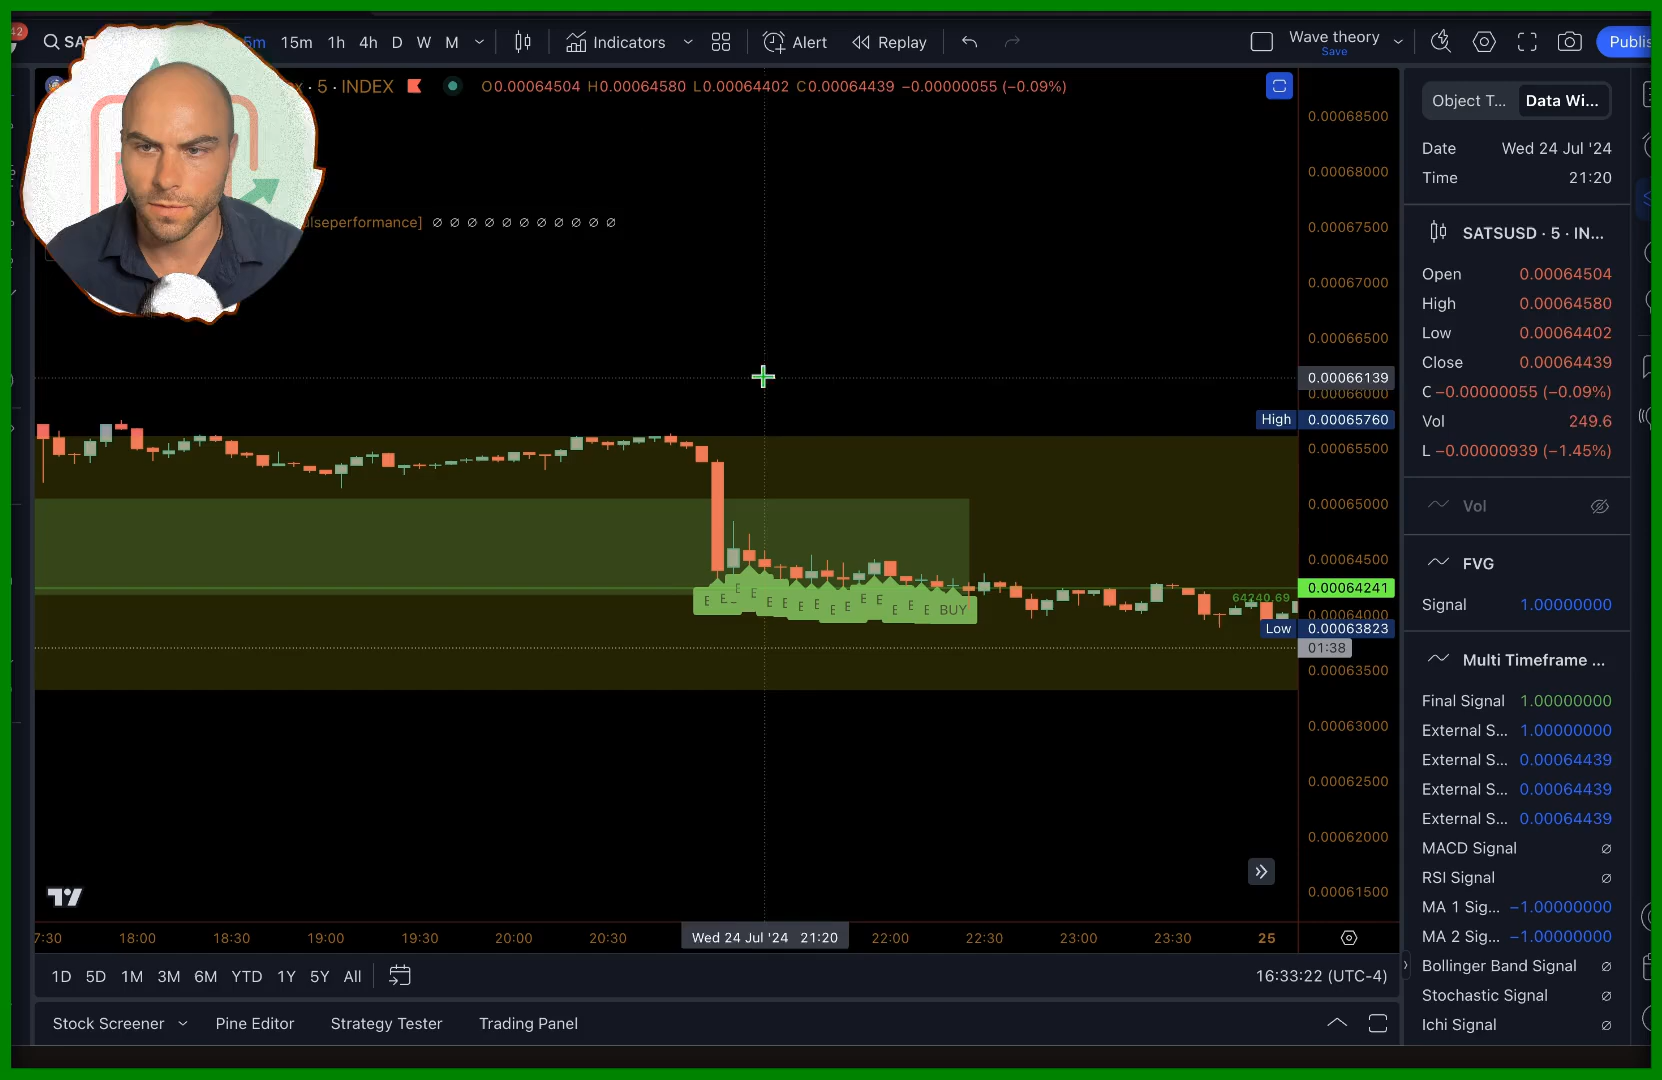 42
SATS
5m 15m 1h 4h D W M Indicators Alert Replay Wave theory Save Publis
· 5 · INDEX O0.00064504 H0.00064580 L0.00064402 C0.00064439 −0.00000055 (−0.09%)
ulseperformance] ∅ ∅ ∅ ∅ ∅ ∅ ∅ ∅ ∅ ∅ ∅
0.00068500
0.00068000
0.00067500
0.00067000
0.00066500
0.00066139
0.00066000
High 0.00065760
0.00065500
0.00065000
0.00064500
0.00064241
64240.69
0.00064000
Low 0.00063823
01:38
0.00063500
0.00063000
0.00062500
0.00062000
0.00061500
E E E E E E E E E E E E E E E BUY
7:30 18:00 18:30 19:00 19:30 20:00 20:30 Wed 24 Jul '24 21:20 22:00 22:30 23:00 23:30 25
1D 5D 1M 3M 6M YTD 1Y 5Y All 16:33:22 (UTC-4)
Stock Screener Pine Editor Strategy Tester Trading Panel
Object T... Data Wi...
Date Wed 24 Jul '24
Time 21:20
SATSUSD · 5 · IN...
Open 0.00064504
High 0.00064580
Low 0.00064402
Close 0.00064439
C −0.00000055 (−0.09%)
Vol 249.6
L −0.00000939 (−1.45%)
Vol
FVG
Signal 1.00000000
Multi Timeframe ...
Final Signal 1.00000000
External S... 1.00000000
External S... 0.00064439
External S... 0.00064439
External S... 0.00064439
MACD Signal ∅
RSI Signal ∅
MA 1 Sig... −1.00000000
MA 2 Sig... −1.00000000
Bollinger Band Signal ∅
Stochastic Signal ∅
Ichi Signal ∅